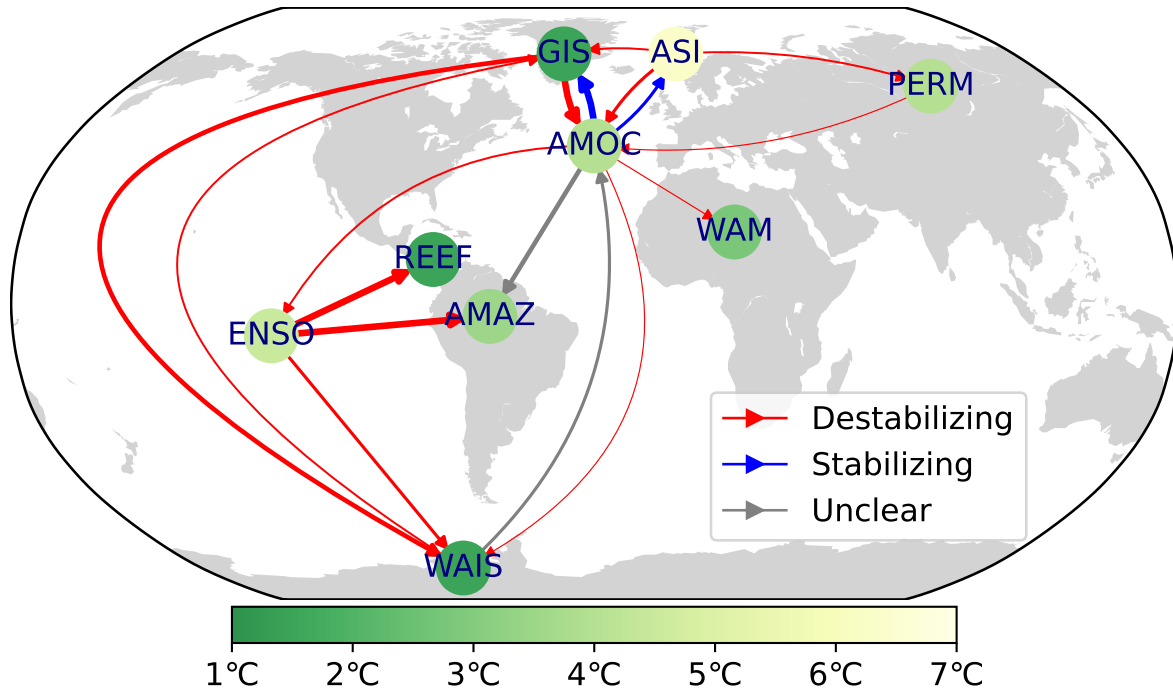 GIS
ASI
PERM
AMOC
WAM
REEF
AMAZ
ENSO
Destabilizing
Stabilizing
Unclear
WAIS
1°C 2°C 3°C 4°C 5°C 6°C 7°C